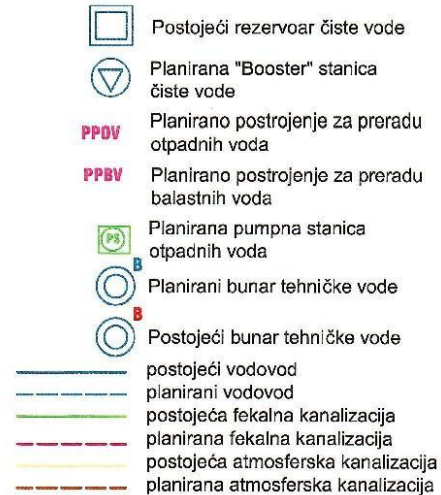 Postojeći rezervoar čiste vode
Planirana "Booster" stanica
čiste vode
PPOV Planirano postrojenje za preradu
otpadnih voda
PPBV Planirano postrojenje za preradu
balastnih voda
PS Planirana pumpna stanica
otpadnih voda
B Planirani bunar tehničke vode
B Postojeći bunar tehničke vode
postojeći vodovod
planirani vodovod
postojeća fekalna kanalizacija
planirana fekalna kanalizacija
postojeća atmosferska kanalizacija
planirana atmosferska kanalizacija